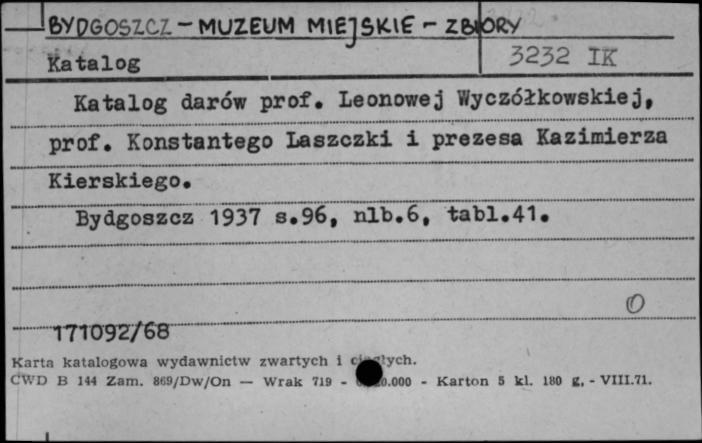 BYDGOSZCZ - MUZEUM MIEJSKIE - ZBIORY
Katalog 3232 IK
Katalog darów prof. Leonowej Wyczółkowskiej,
prof. Konstantego Laszczki i prezesa Kazimierza
Kierskiego.
Bydgoszcz 1937 s.96, nlb.6, tabl.41.
O
171092/68
Karta katalogowa wydawnictw zwartych i
CWD B 144 Zam. 869/Dw/On — Wrak 719 - - Karton 5 kl. 180 g, - VIII.71.